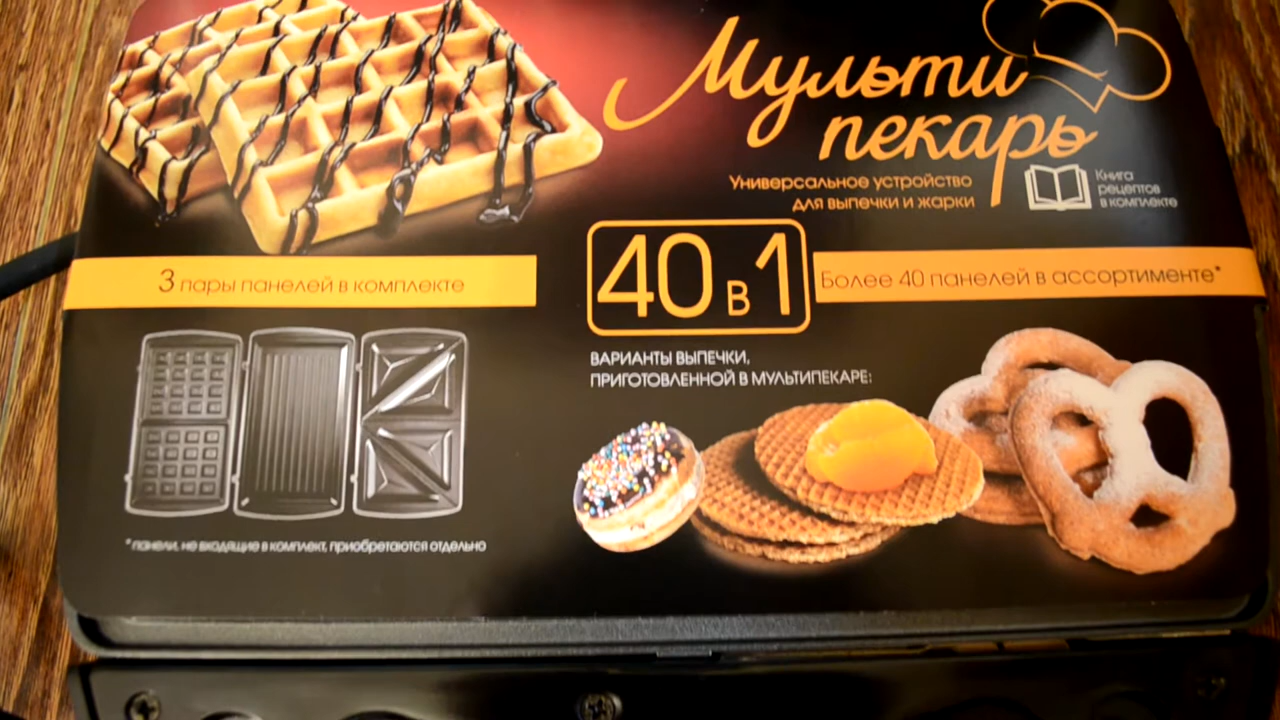 Мульти
пекарь
Универсальное устройство
для выпечки и жарки
Книга
рецептов
в комплекте
3 пары панелей в комплекте
40 в 1
Более 40 панелей в ассортименте*
ВАРИАНТЫ ВЫПЕЧКИ,
ПРИГОТОВЛЕННОЙ В МУЛЬТИПЕКАРЕ:
* панели, не входящие в комплект, приобретаются отдельно